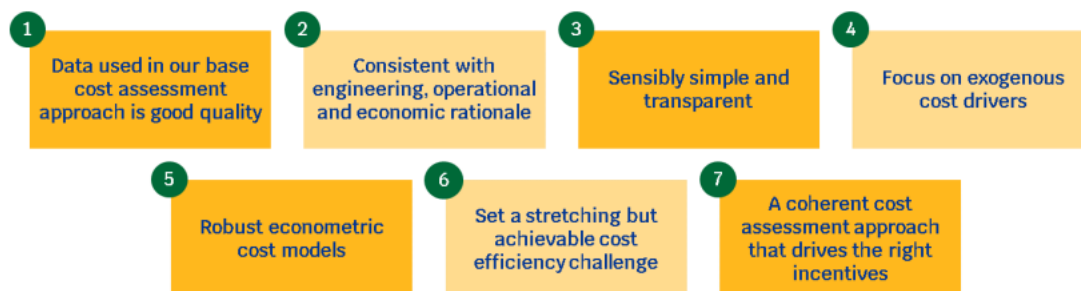 1
Data used in our base
cost assessment
approach is good quality
2
Consistent with
engineering, operational
and economic rationale
3
Sensibly simple and
transparent
4
Focus on exogenous
cost drivers
5
Robust econometric
cost models
6
Set a stretching but
achievable cost
efficiency challenge
7
A coherent cost
assessment approach
that drives the right
incentives